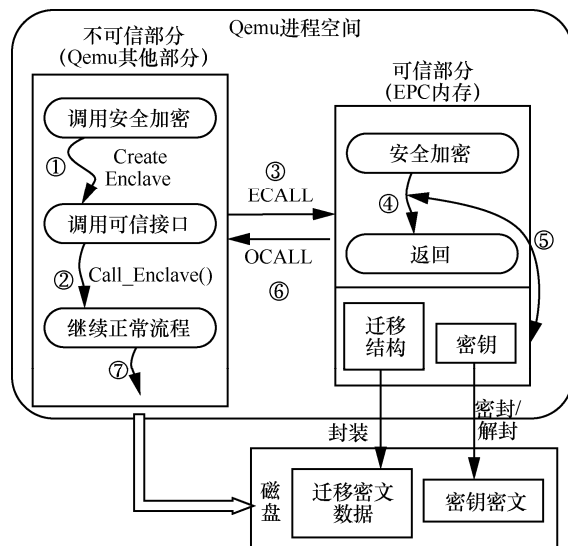 Qemu进程空间
不可信部分
（Qemu其他部分）
调用安全加密
①
Create
Enclave
调用可信接口
②
Call_Enclave()
继续正常流程
⑦
③
ECALL
OCALL
⑥
可信部分
（EPC内存）
安全加密
④
⑤
返回
迁移
结构
密钥
封装
密封/
解封
磁
盘
迁移密文
数据
密钥密文